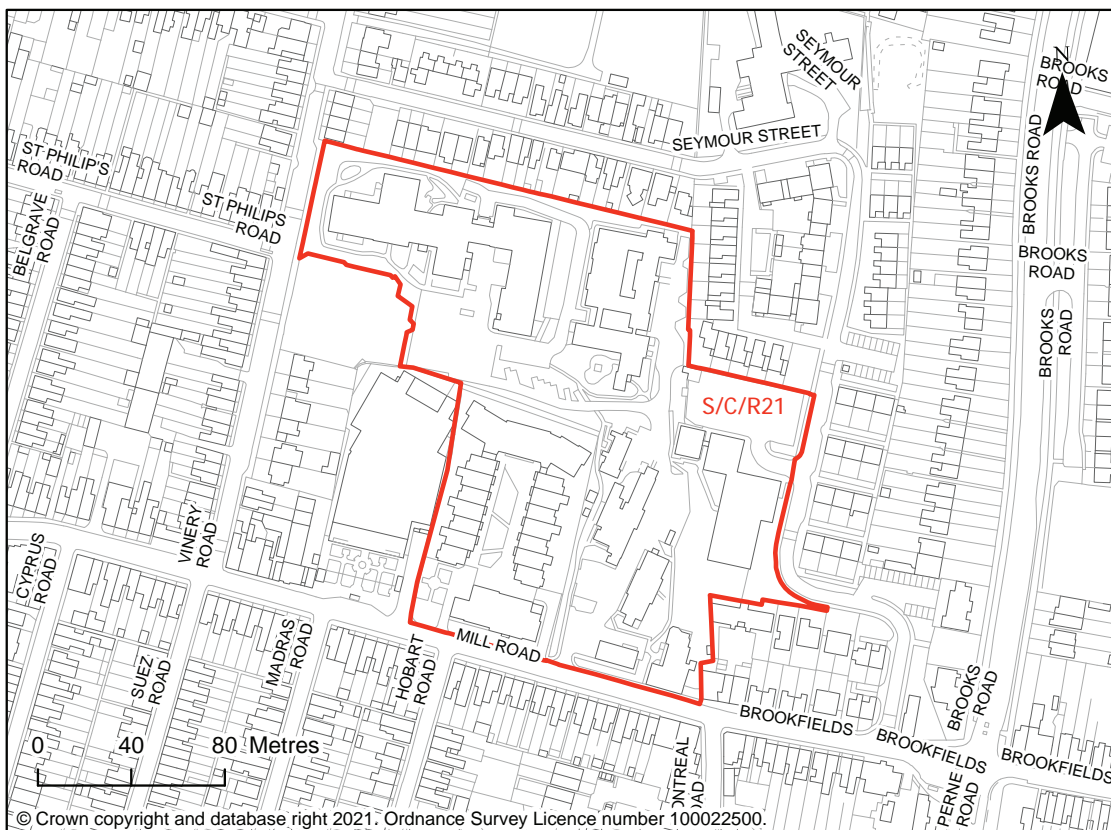 SEYMOUR
STREET
BROOKS
ROAD
N
SEYMOUR STREET
BROOKS ROAD
ST PHILIP'S
ROAD
ST PHILIPS
ROAD
BELGRAVE
ROAD
BROOKS
ROAD
BROOKS
ROAD
S/C/R21
VINERY
ROAD
CYPRUS
ROAD
SUEZ
ROAD
MADRAS
ROAD
HOBART
ROAD
MILL ROAD
BROOKFIELDS
BROOKS
ROAD
BROOKFIELDS
BROOKFIELDS
PERNE
ROAD
ROAD
0 40 80 Metres
© Crown copyright and database right 2021. Ordnance Survey Licence number 100022500.